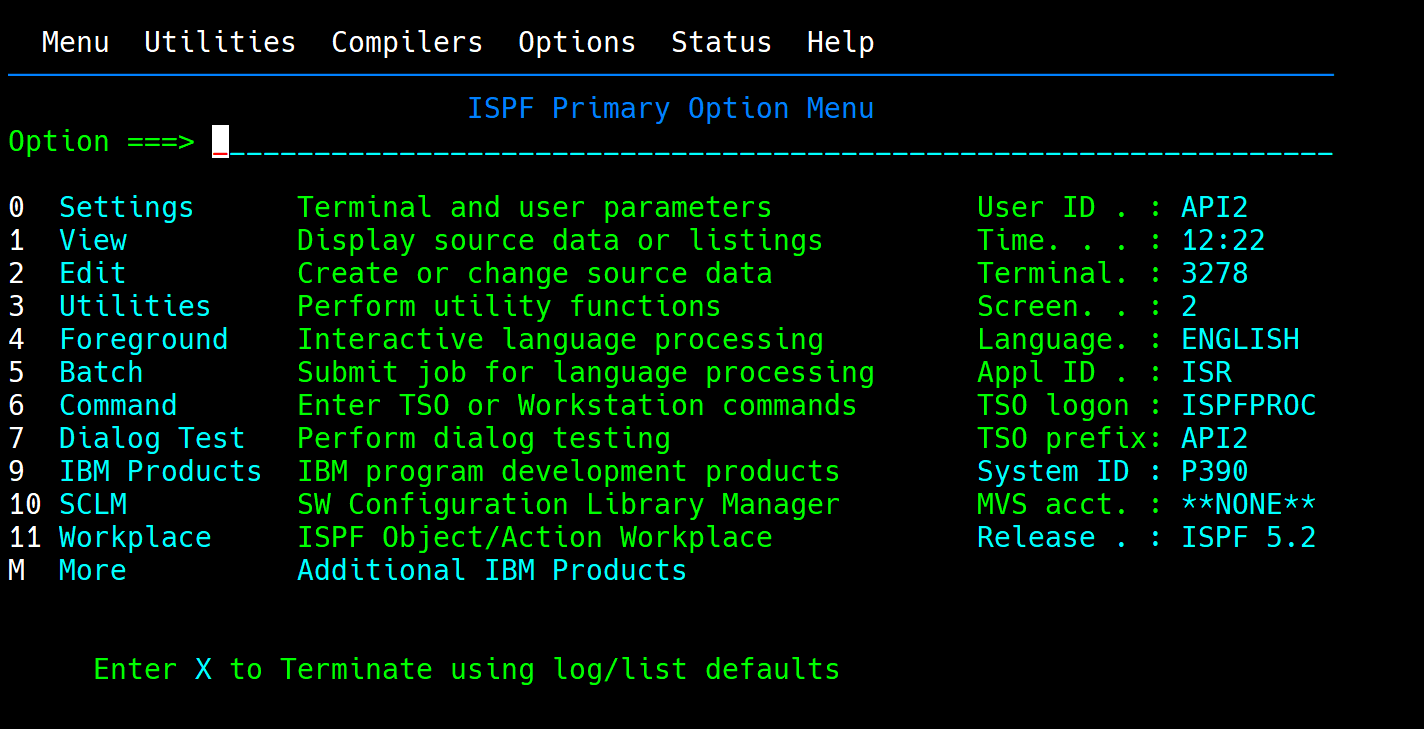 Menu  Utilities  Compilers  Options  Status  Help
ISPF Primary Option Menu
Option ===> 
0  Settings      Terminal and user parameters            User ID . : API2
1  View          Display source data or listings         Time. . . : 12:22
2  Edit          Create or change source data            Terminal. : 3278
3  Utilities     Perform utility functions               Screen. . : 2
4  Foreground    Interactive language processing         Language. : ENGLISH
5  Batch         Submit job for language processing      Appl ID . : ISR
6  Command       Enter TSO or Workstation commands       TSO logon : ISPFPROC
7  Dialog Test   Perform dialog testing                  TSO prefix: API2
9  IBM Products  IBM program development products        System ID : P390
10 SCLM          SW Configuration Library Manager        MVS acct. : **NONE**
11 Workplace     ISPF Object/Action Workplace            Release . : ISPF 5.2
M  More          Additional IBM Products
Enter X to Terminate using log/list defaults